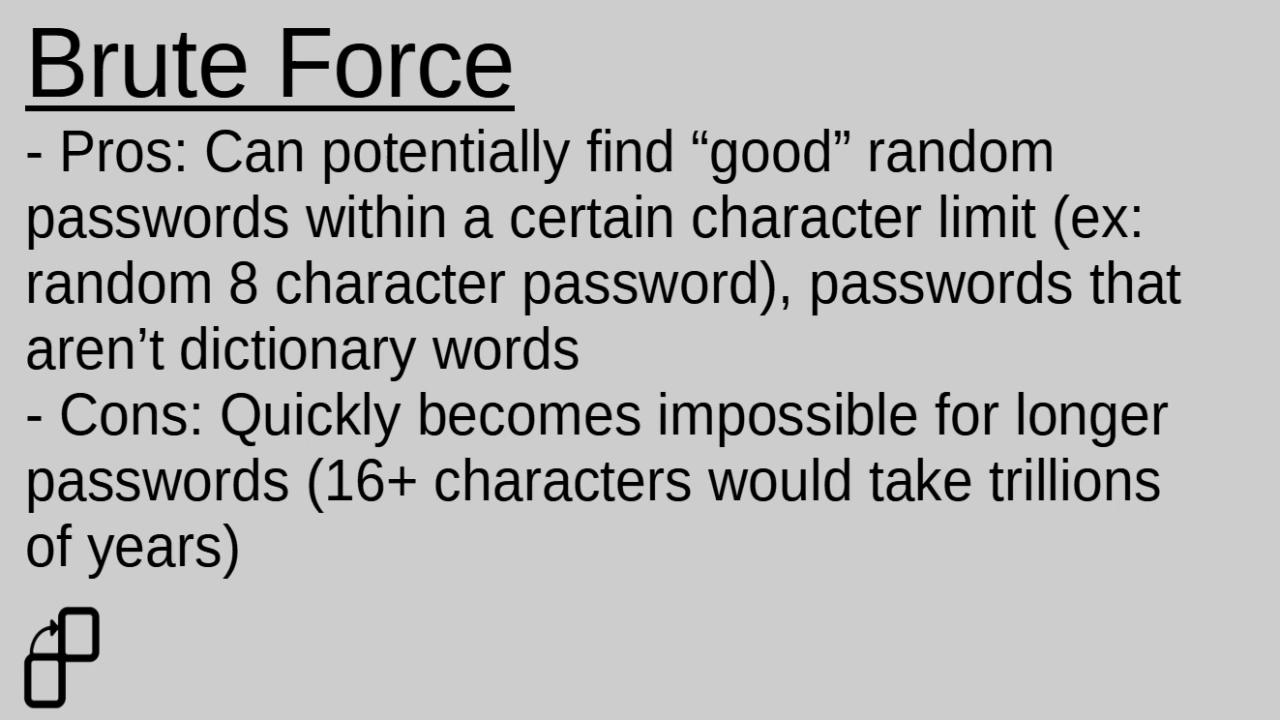 Brute Force
- Pros: Can potentially find “good” random
passwords within a certain character limit (ex:
random 8 character password), passwords that
aren’t dictionary words
- Cons: Quickly becomes impossible for longer
passwords (16+ characters would take trillions
of years)